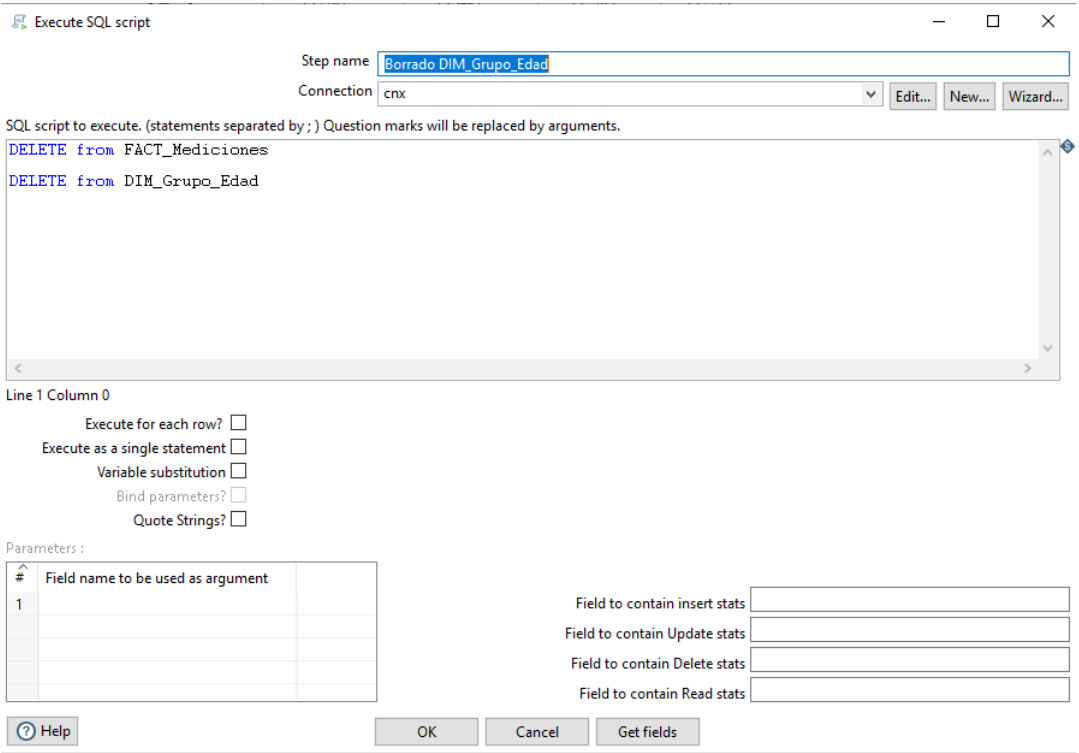 Execute SQL script
Step name Borrado DIM_Grupo_Edad
Connection cnx Edit... New... Wizard...
SQL script to execute. (statements separated by ; ) Question marks will be replaced by arguments.
DELETE from FACT_Mediciones
DELETE from DIM_Grupo_Edad
Line 1 Column 0
Execute for each row?
Execute as a single statement
Variable substitution
Bind parameters?
Quote Strings?
Parameters :
# Field name to be used as argument
1
Field to contain insert stats
Field to contain Update stats
Field to contain Delete stats
Field to contain Read stats
Help OK Cancel Get fields